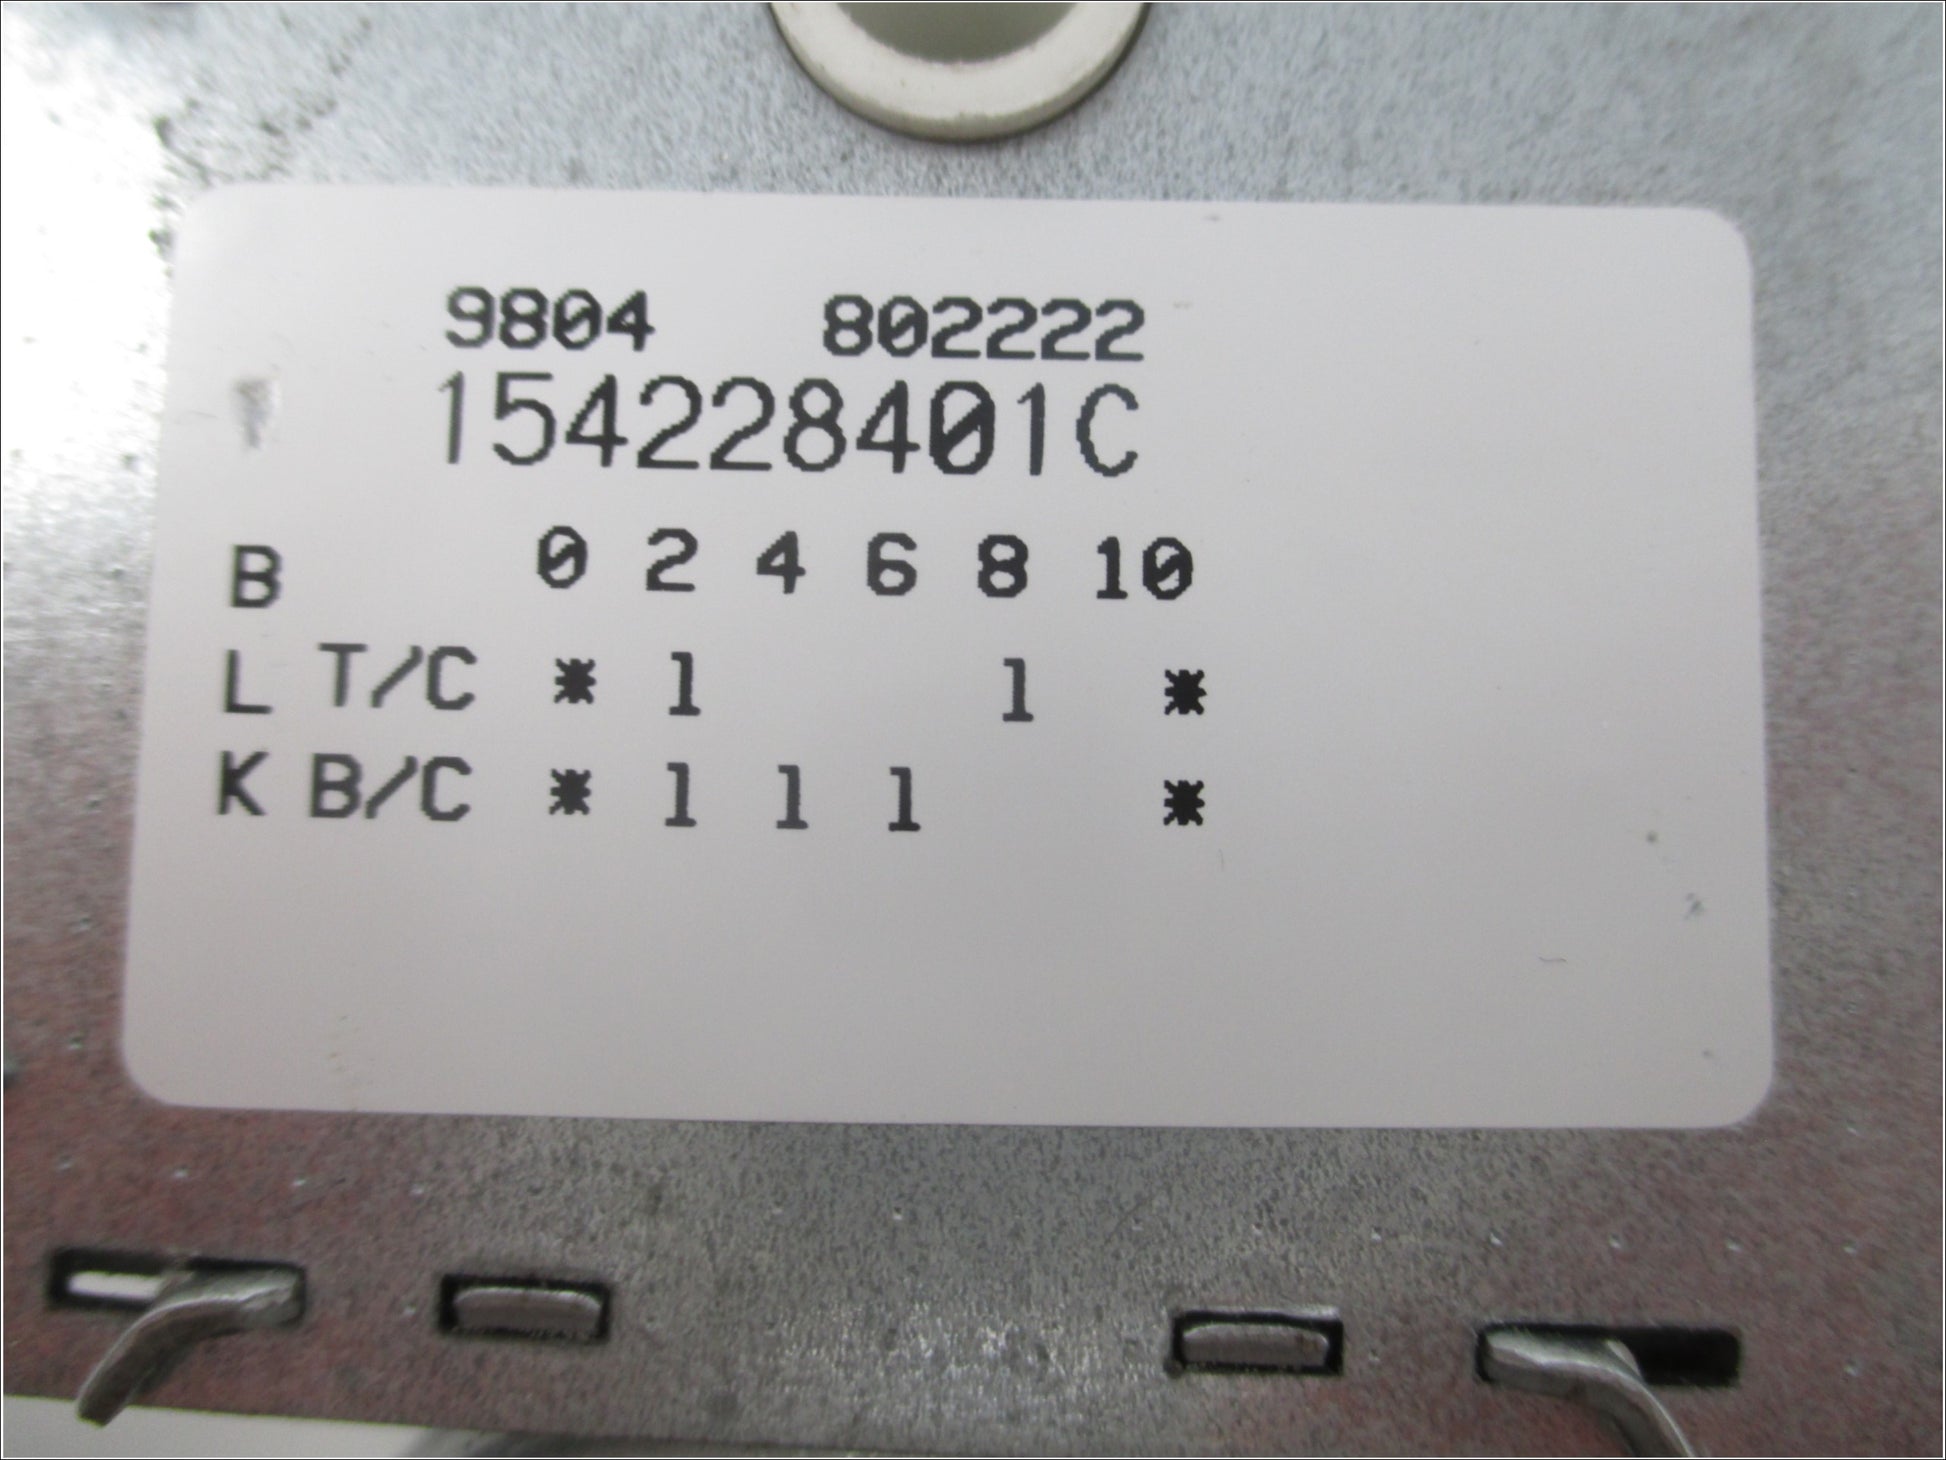 9804 802222
154228401C
B 0 2 4 6 8 10
L T/C * 1 1 *
K B/C * 1 1 1 *